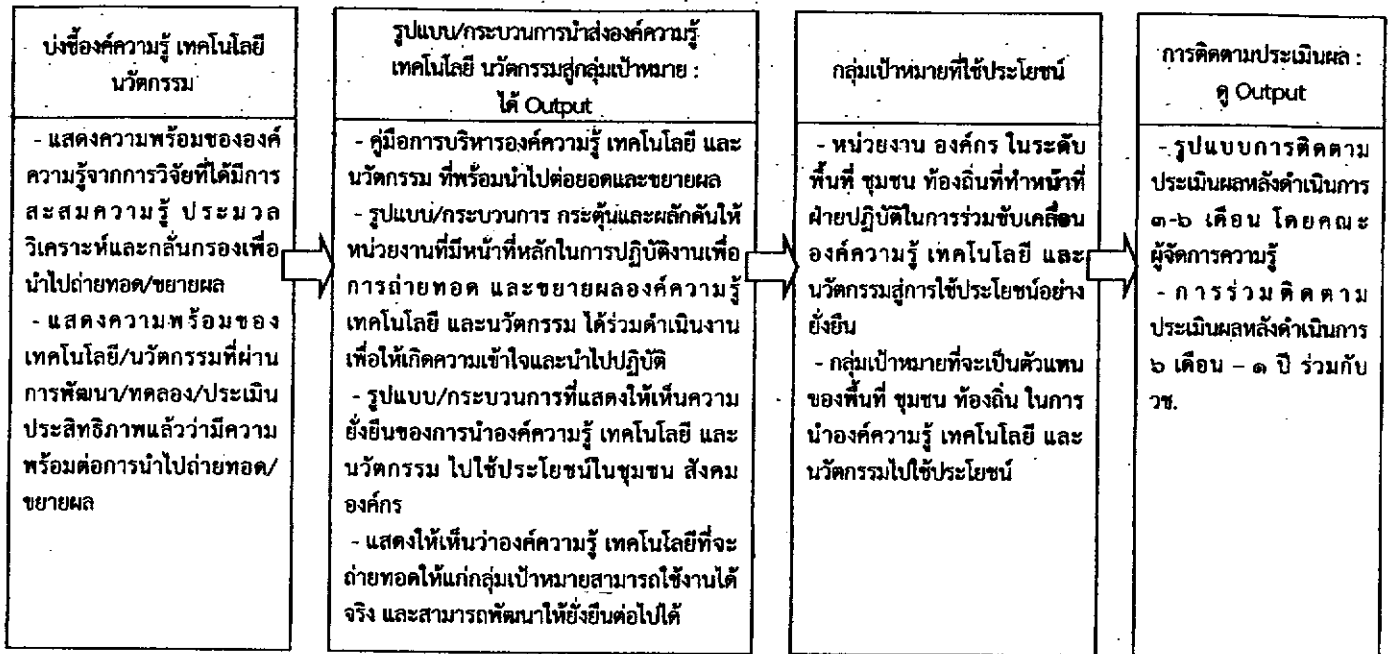 บ่งชี้องค์ความรู้ เทคโนโลยี
นวัตกรรม
- แสดงความพร้อมขององค์
ความรู้จากการวิจัยที่ได้มีการ
สะสมความรู้ ประมวล
วิเคราะห์และกลั่นกรองเพื่อ
นำไปถ่ายทอด/ขยายผล
- แสดงความพร้อมของ
เทคโนโลยี/นวัตกรรมที่ผ่าน
การพัฒนา/ทดลอง/ประเมิน
ประสิทธิภาพแล้วว่ามีความ
พร้อมต่อการนำไปถ่ายทอด/
ขยายผล
รูปแบบ/กระบวนการนำส่งองค์ความรู้
เทคโนโลยี นวัตกรรมสู่กลุ่มเป้าหมาย :
ได้ Output
- คู่มือการบริหารองค์ความรู้ เทคโนโลยี และ
นวัตกรรม ที่พร้อมนำไปต่อยอดและขยายผล
- รูปแบบ/กระบวนการ กระตุ้นและผลักดันให้
หน่วยงานที่มีหน้าที่หลักในการปฏิบัติงานเพื่อ
การถ่ายทอด และขยายผลองค์ความรู้
เทคโนโลยี และนวัตกรรม ได้ร่วมดำเนินงาน
เพื่อให้เกิดความเข้าใจและนำไปปฏิบัติ
- รูปแบบ/กระบวนการที่แสดงให้เห็นความ
ยั่งยืนของการนำองค์ความรู้ เทคโนโลยี และ
นวัตกรรม ไปใช้ประโยชน์ในชุมชน สังคม
องค์กร
- แสดงให้เห็นว่าองค์ความรู้ เทคโนโลยีที่จะ
ถ่ายทอดให้แก่กลุ่มเป้าหมายสามารถใช้งานได้
จริง และสามารถพัฒนาให้ยั่งยืนต่อไปได้
กลุ่มเป้าหมายที่ใช้ประโยชน์
- หน่วยงาน องค์กร ในระดับ
พื้นที่ ชุมชน ท้องถิ่นที่ทำหน้าที่
ฝ่ายปฏิบัติในการร่วมขับเคลื่อน
องค์ความรู้ เทคโนโลยี และ
นวัตกรรมสู่การใช้ประโยชน์อย่าง
ยั่งยืน
- กลุ่มเป้าหมายที่จะเป็นตัวแทน
ของพื้นที่ ชุมชน ท้องถิ่น ในการ
นำองค์ความรู้ เทคโนโลยี และ
นวัตกรรมไปใช้ประโยชน์
การติดตามประเมินผล :
ดู Output
- รูปแบบการติดตาม
ประเมินผลหลังดำเนินการ
๓-๖ เดือน โดยคณะ
ผู้จัดการความรู้
- การร่วมติดตาม
ประเมินผลหลังดำเนินการ
๖ เดือน – ๑ ปี ร่วมกับ
วช.